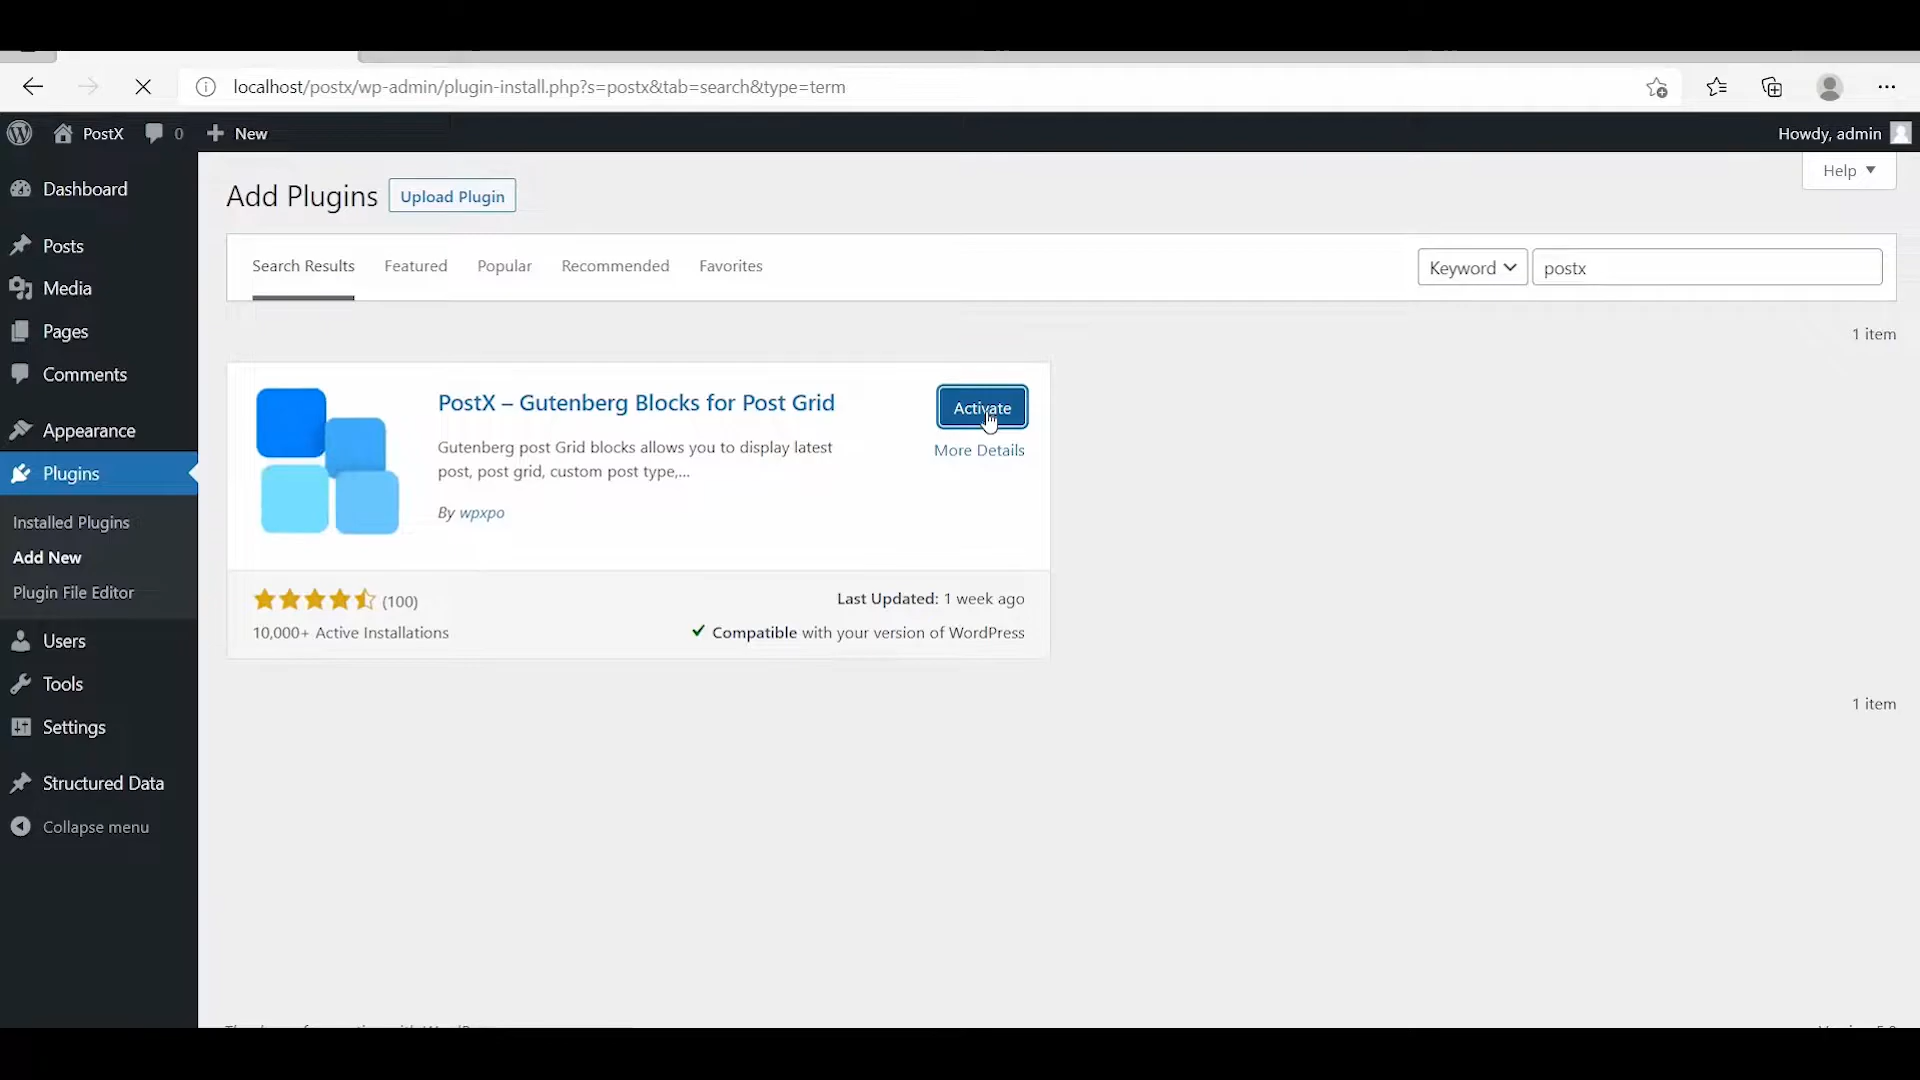 localhost/postx/wp-admin/plugin-install.php?s=postx&tab=search&type=term
PostX
0
New
Howdy, admin
Dashboard
Posts
Media
Pages
Comments
Appearance
Plugins
Installed Plugins
Add New
Plugin File Editor
Users
Tools
Settings
Structured Data
Collapse menu
Help
Add Plugins
Upload Plugin
Search Results
Featured
Popular
Recommended
Favorites
Keyword
postx
1 item
PostX – Gutenberg Blocks for Post Grid
Activate
Gutenberg post Grid blocks allows you to display latest
post, post grid, custom post type,...
More Details
By wpxpo
(100)
Last Updated: 1 week ago
10,000+ Active Installations
Compatible with your version of WordPress
1 item